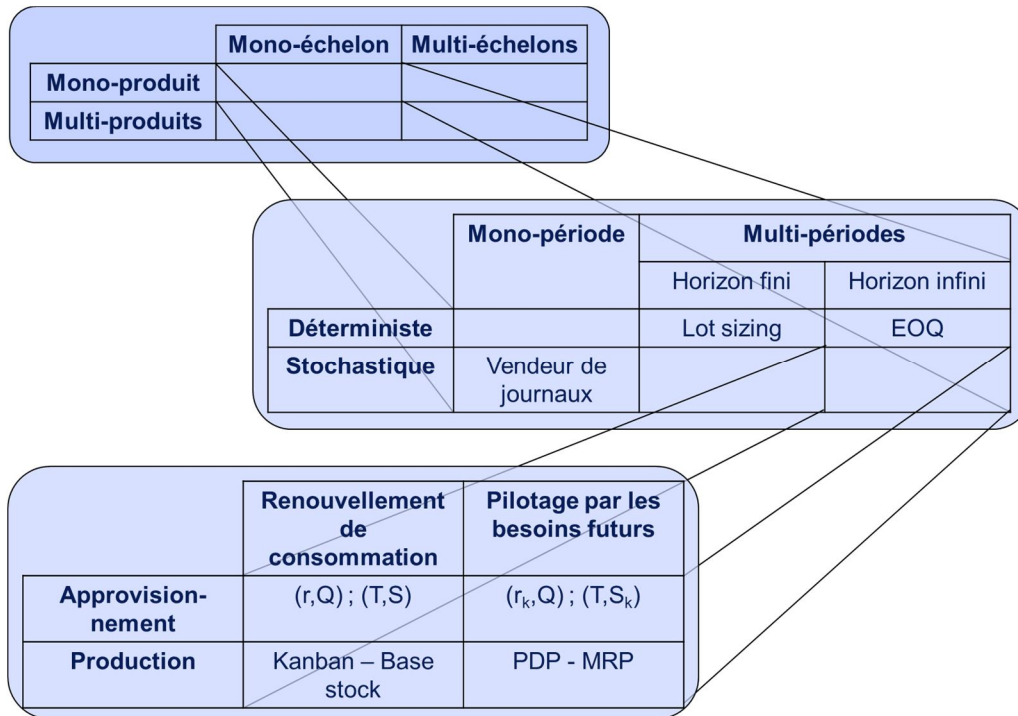 Mono-échelon Multi-échelons
Mono-produit
Multi-produits
Mono-période Multi-périodes
Horizon fini Horizon infini
Déterministe Lot sizing EOQ
Stochastique Vendeur de
journaux
Renouvellement Pilotage par les
de besoins futurs
consommation
Approvision- (r,Q) ; (T,S) (rₖ,Q) ; (T,Sₖ)
nement
Production Kanban – Base PDP - MRP
stock